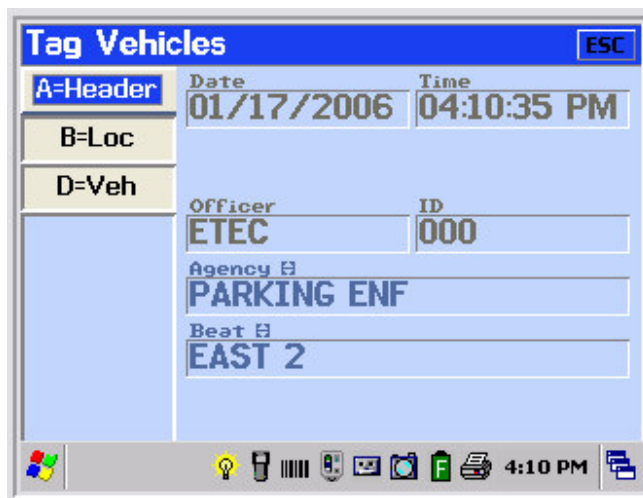 Tag Vehicles ESC
A=Header
B=Loc
D=Veh
Date Time
01/17/2006 04:10:35 PM
Officer ID
ETEC 000
Agency
PARKING ENF
Beat
EAST 2
F 4:10 PM